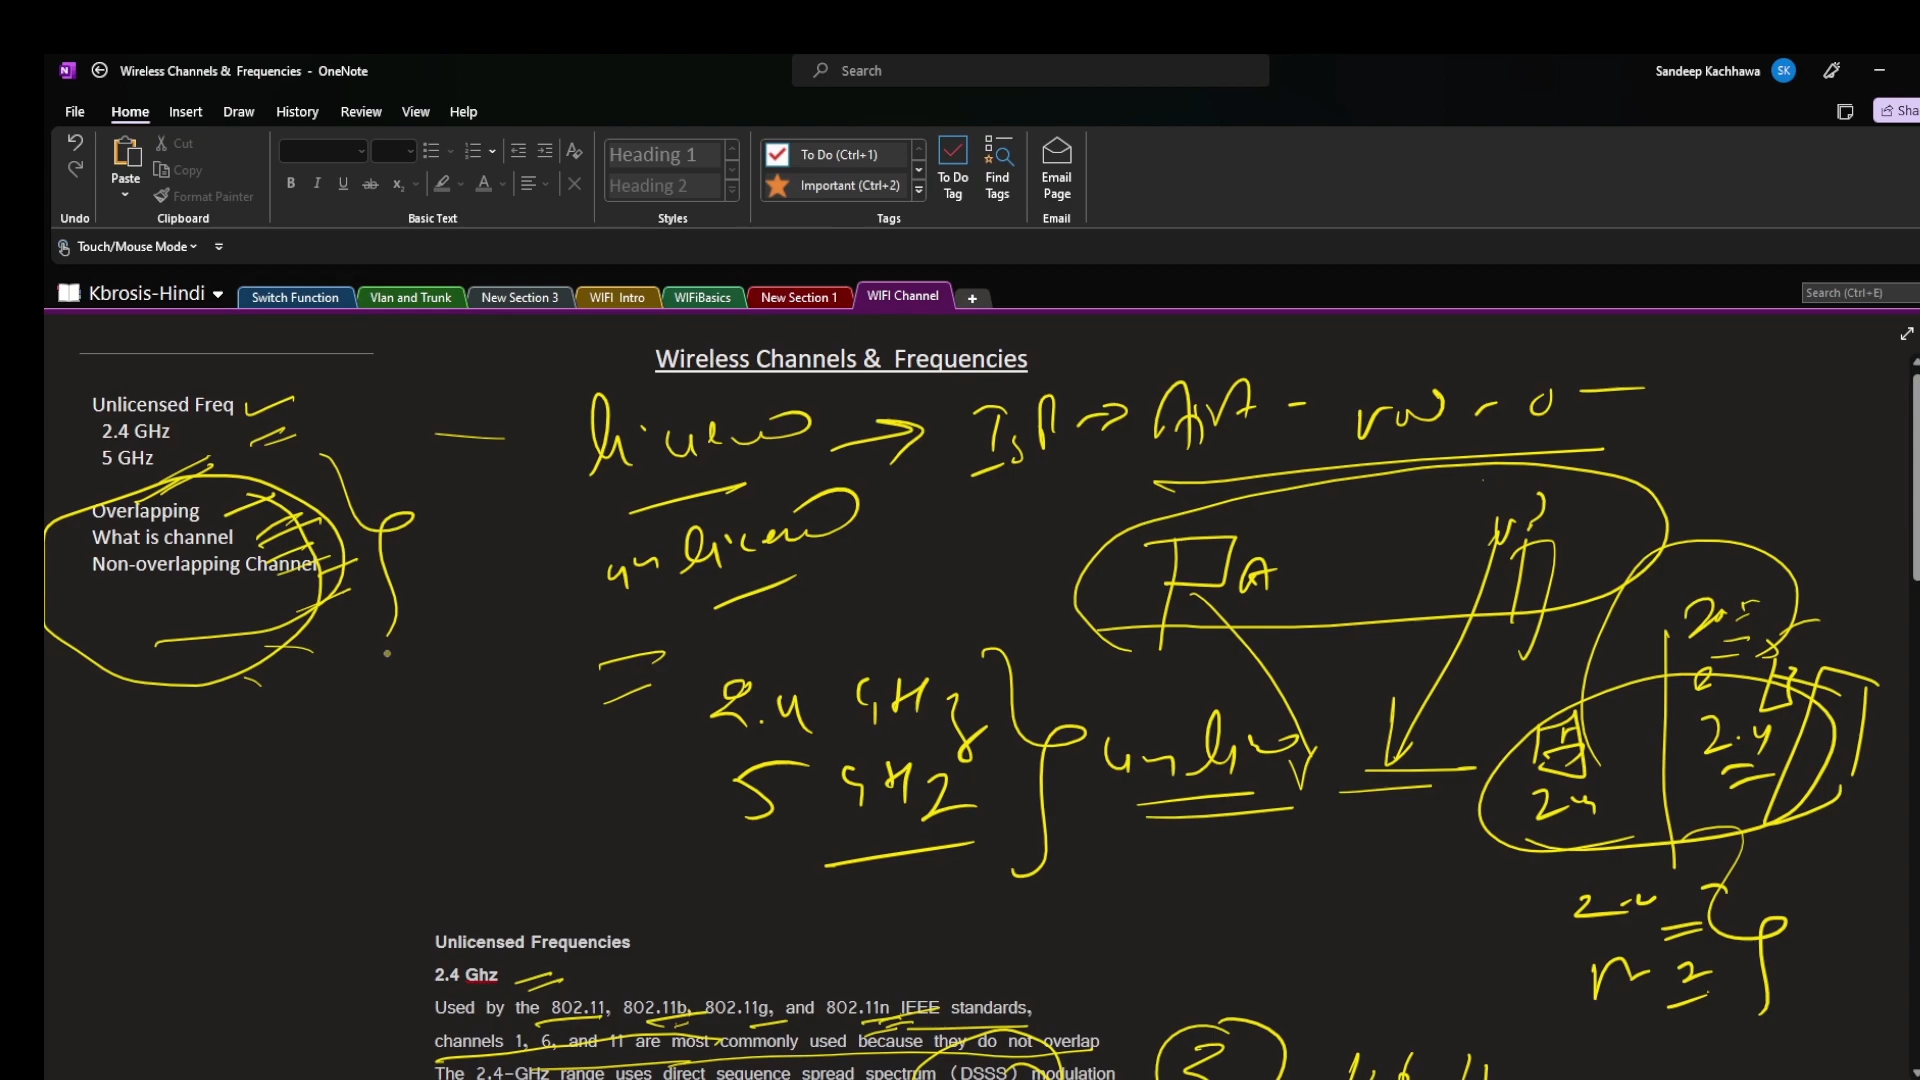 Wireless Channels & Frequencies - OneNote
Search
Sandeep Kachhawa
SK
File Home Insert Draw History Review View Help
Sha
Undo
Paste
Cut
Copy
Format Painter
Clipboard
B I U ab x A
Basic Text
Heading 1
Heading 2
Styles
To Do (Ctrl+1)
Important (Ctrl+2)
To Do Tag
Find Tags
Tags
Email Page
Email
Touch/Mouse Mode
Kbrosis-Hindi
Switch Function
Vlan and Trunk
New Section 3
WIFI Intro
WIFiBasics
New Section 1
WIFI Channel
Search (Ctrl+E)
Wireless Channels & Frequencies
Unlicensed Freq
2.4 GHz
5 GHz
Overlapping
What is channel
Non-overlapping Channel
A
2.4 GHz
5 GHz
2.4
Unlicensed Frequencies
2.4 Ghz
Used by the 802.11, 802.11b, 802.11g, and 802.11n IEEE standards,
channels 1, 6, and 11 are most commonly used because they do not overlap
The 2.4-GHz range uses direct sequence spread spectrum (DSSS) modulation